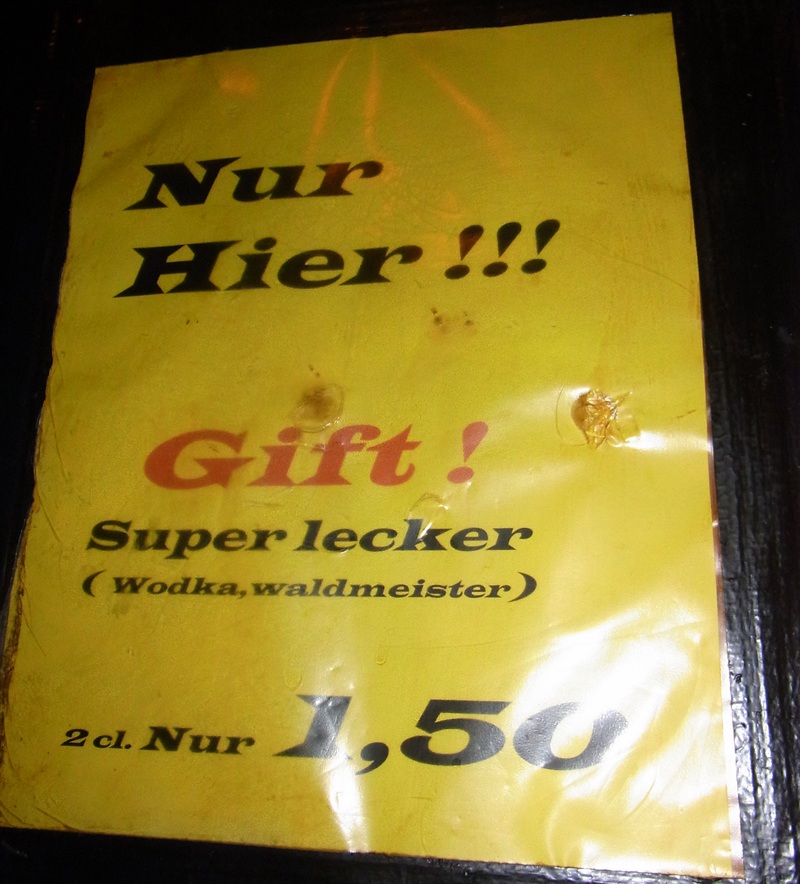 Nur
Hier !!!
Gift !
Super lecker
( Wodka,waldmeister)
2 cl. Nur 1,50